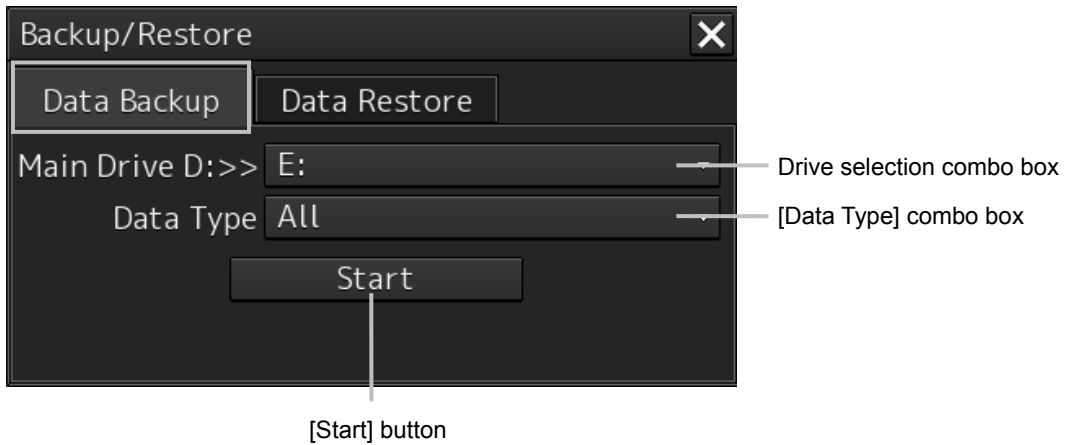 Backup/Restore
Data Backup Data Restore
Main Drive D:>> E: Drive selection combo box
Data Type All [Data Type] combo box
Start
[Start] button